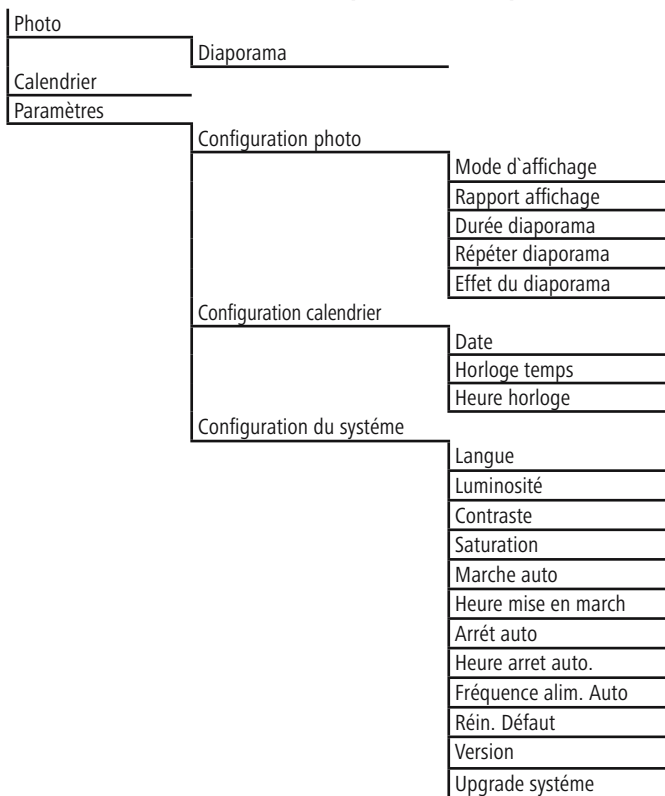 Photo
Diaporama
Calendrier
Paramètres
Configuration photo
Mode d`affichage
Rapport affichage
Durée diaporama
Répéter diaporama
Effet du diaporama
Configuration calendrier
Date
Horloge temps
Heure horloge
Configuration du systéme
Langue
Luminosité
Contraste
Saturation
Marche auto
Heure mise en march
Arrét auto
Heure arret auto.
Fréquence alim. Auto
Réin. Défaut
Version
Upgrade systéme